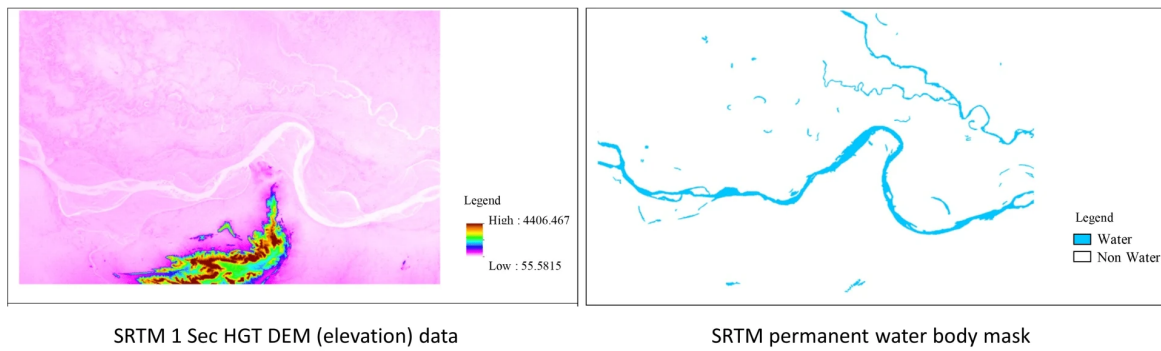 Legend
High : 4406.467
Low : 55.5815
Legend
Water
Non Water
SRTM 1 Sec HGT DEM (elevation) data
SRTM permanent water body mask